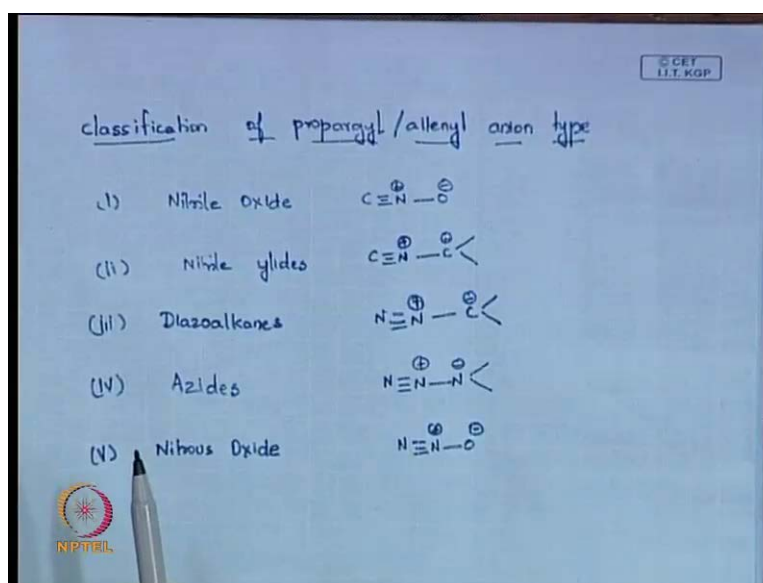 © CET
I.I.T. KGP
classification of propargyl/allenyl anion type
(i) Nitrile Oxide C≡N⊕—O⊖
(ii) Nitrile ylides C≡N⊕—C⊖<
(iii) Diazoalkanes N≡N⊕—C⊖<
(IV) Azides N≡N⊕—N⊖<
(V) Nitrous Oxide N≡N⊕—O⊖
NPTEL